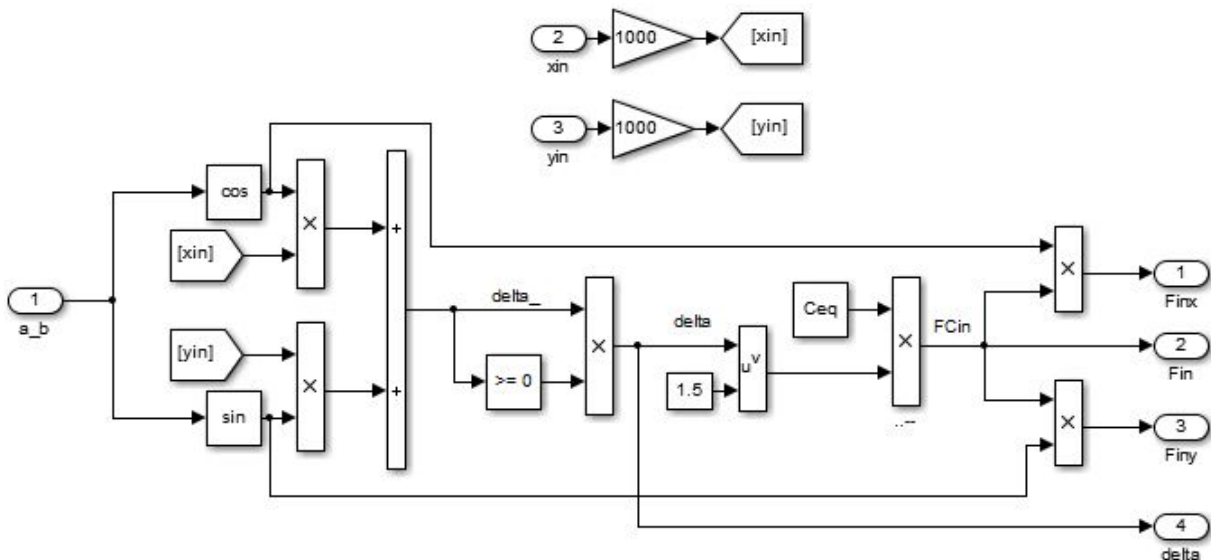 2
1000
[xin]
xin
3
1000
[yin]
yin
cos
×
+
[xin]
1
a_b
delta_
×
>= 0
delta
1.5
u^v
Ceq
×
FCin
×
1
Finx
2
Fin
[yin]
×
+
sin
×
3
Finy
4
delta